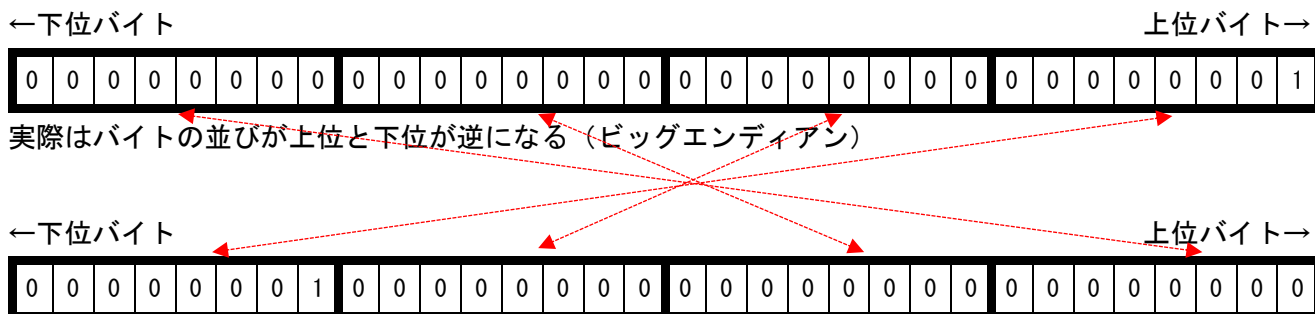 ←下位バイト 上位バイト→
0 0 0 0 0 0 0 0 0 0 0 0 0 0 0 0 0 0 0 0 0 0 0 0 0 0 0 0 0 0 0 1
実際はバイトの並びが上位と下位が逆になる（ビッグエンディアン）
←下位バイト 上位バイト→
0 0 0 0 0 0 0 1 0 0 0 0 0 0 0 0 0 0 0 0 0 0 0 0 0 0 0 0 0 0 0 0